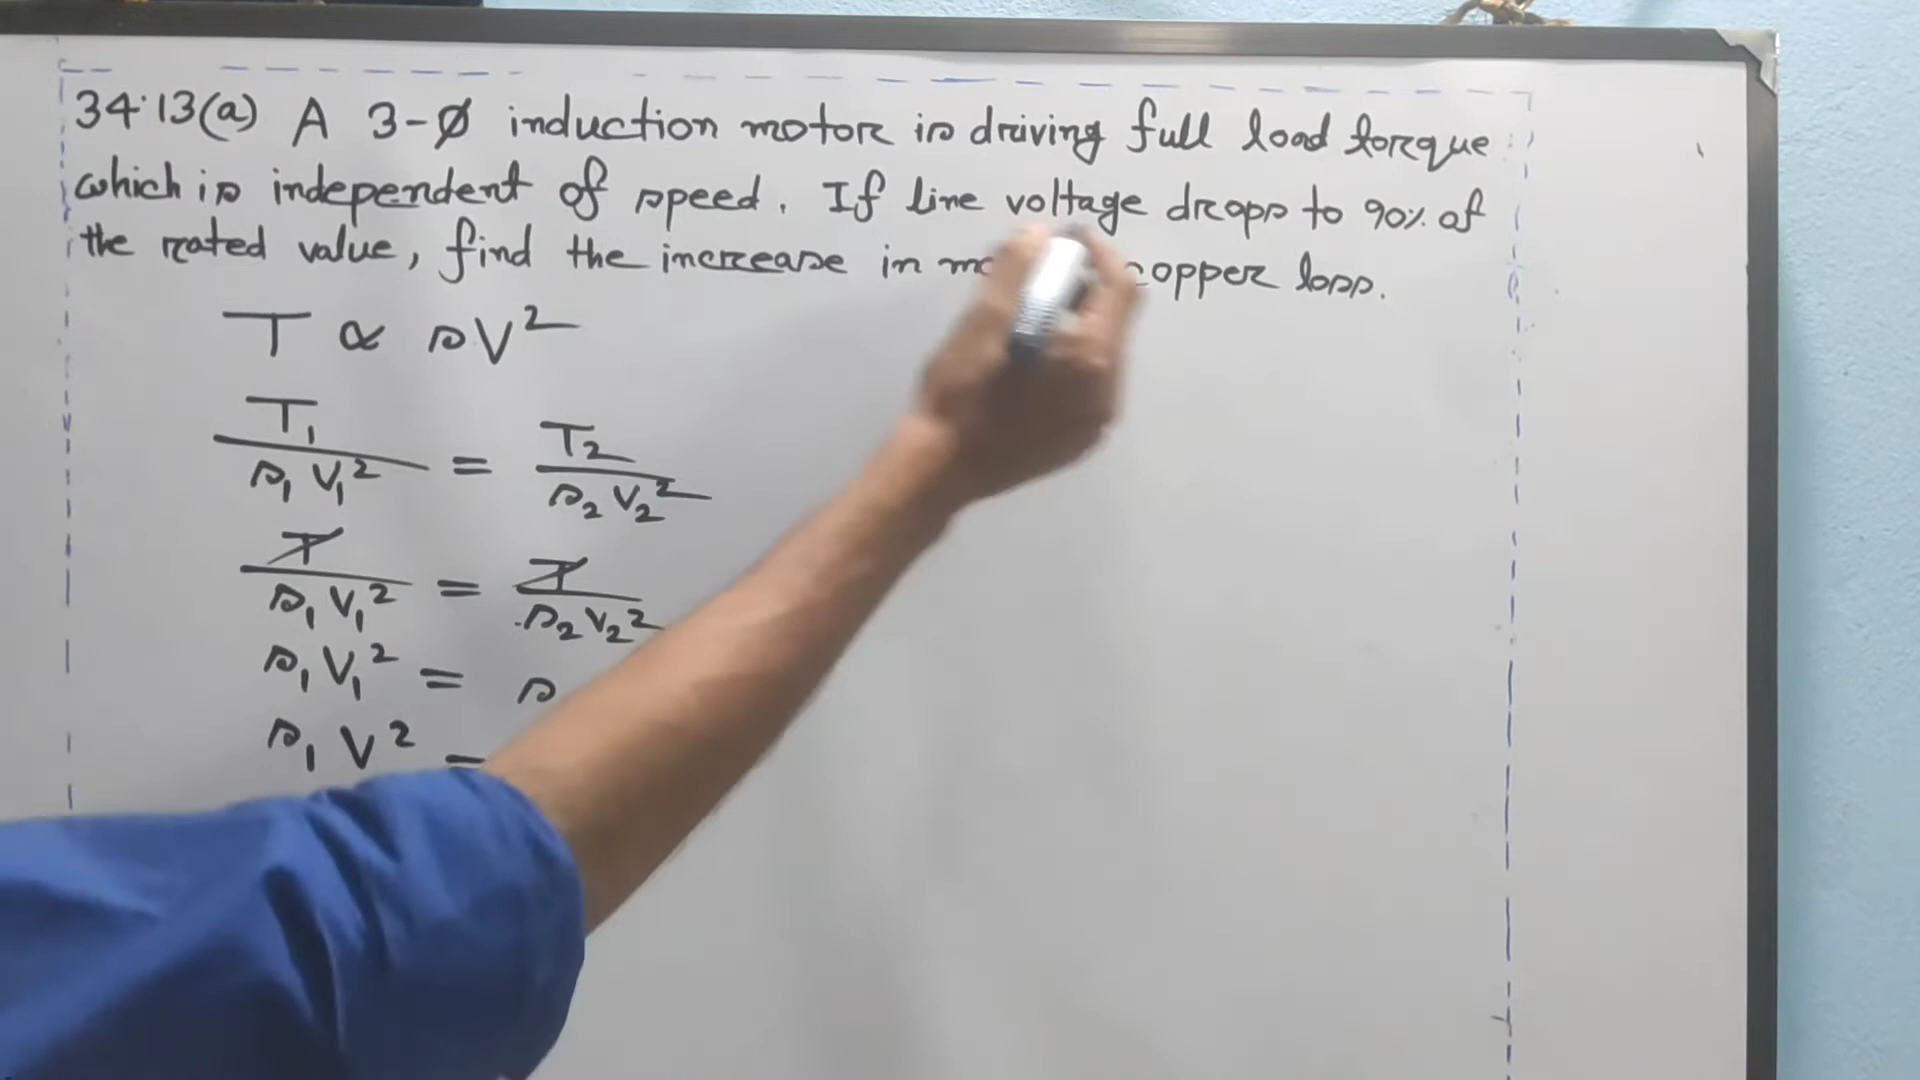 34.13(a) A 3-Ø induction motor is driving full load torque
which is independent of speed. If line voltage drops to 90% of
the rated value, find the increase in copper loss.
T ∝ sV²
T₁ / s₁V₁² = T₂ / s₂V₂²
T / s₁V₁² = T / s₂V₂²
s₁V₁² = s
s₁V² =